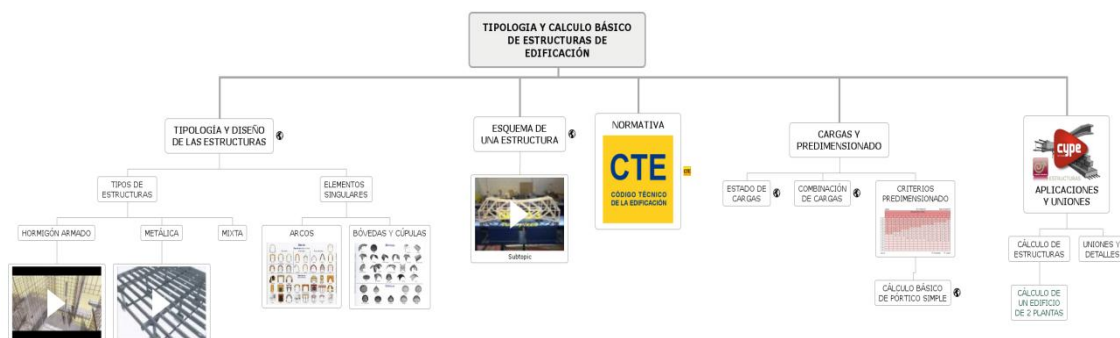 TIPOLOGIA Y CALCULO BÁSICO
DE ESTRUCTURAS DE
EDIFICACIÓN
TIPOLOGÍA Y DISEÑO
DE LAS ESTRUCTURAS
TIPOS DE
ESTRUCTURAS
HORMIGÓN ARMADO
METÁLICA
MIXTA
ELEMENTOS
SINGULARES
ARCOS
BÓVEDAS Y CÚPULAS
ESQUEMA DE
UNA ESTRUCTURA
Subtopic
NORMATIVA
CTE
CÓDIGO TÉCNICO
DE LA EDIFICACIÓN
CTE
CARGAS Y
PREDIMENSIONADO
ESTADO DE
CARGAS
COMBINACIÓN
DE CARGAS
CRITERIOS
PREDIMENSIONADO
CÁLCULO BÁSICO
DE PÓRTICO SIMPLE
cype
ESTRUCTURAS
APLICACIONES
Y UNIONES
CÁLCULO DE
ESTRUCTURAS
CÁLCULO DE
UN EDIFICIO
DE 2 PLANTAS
UNIONES Y
DETALLES